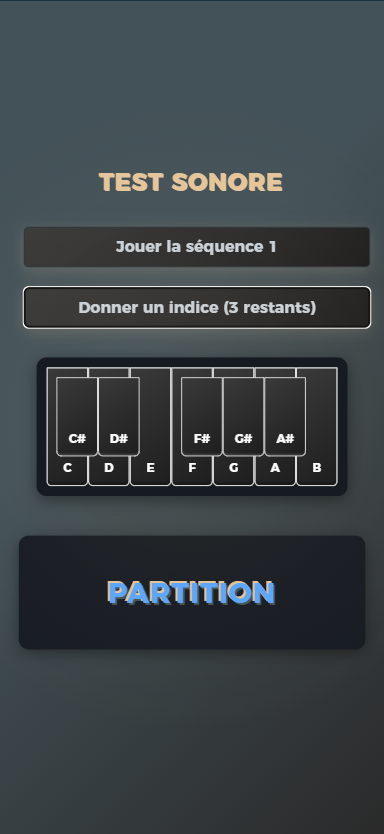 TEST SONORE
Jouer la séquence 1
Donner un indice (3 restants)
C# D# F# G# A#
C D E F G A B
PARTITION